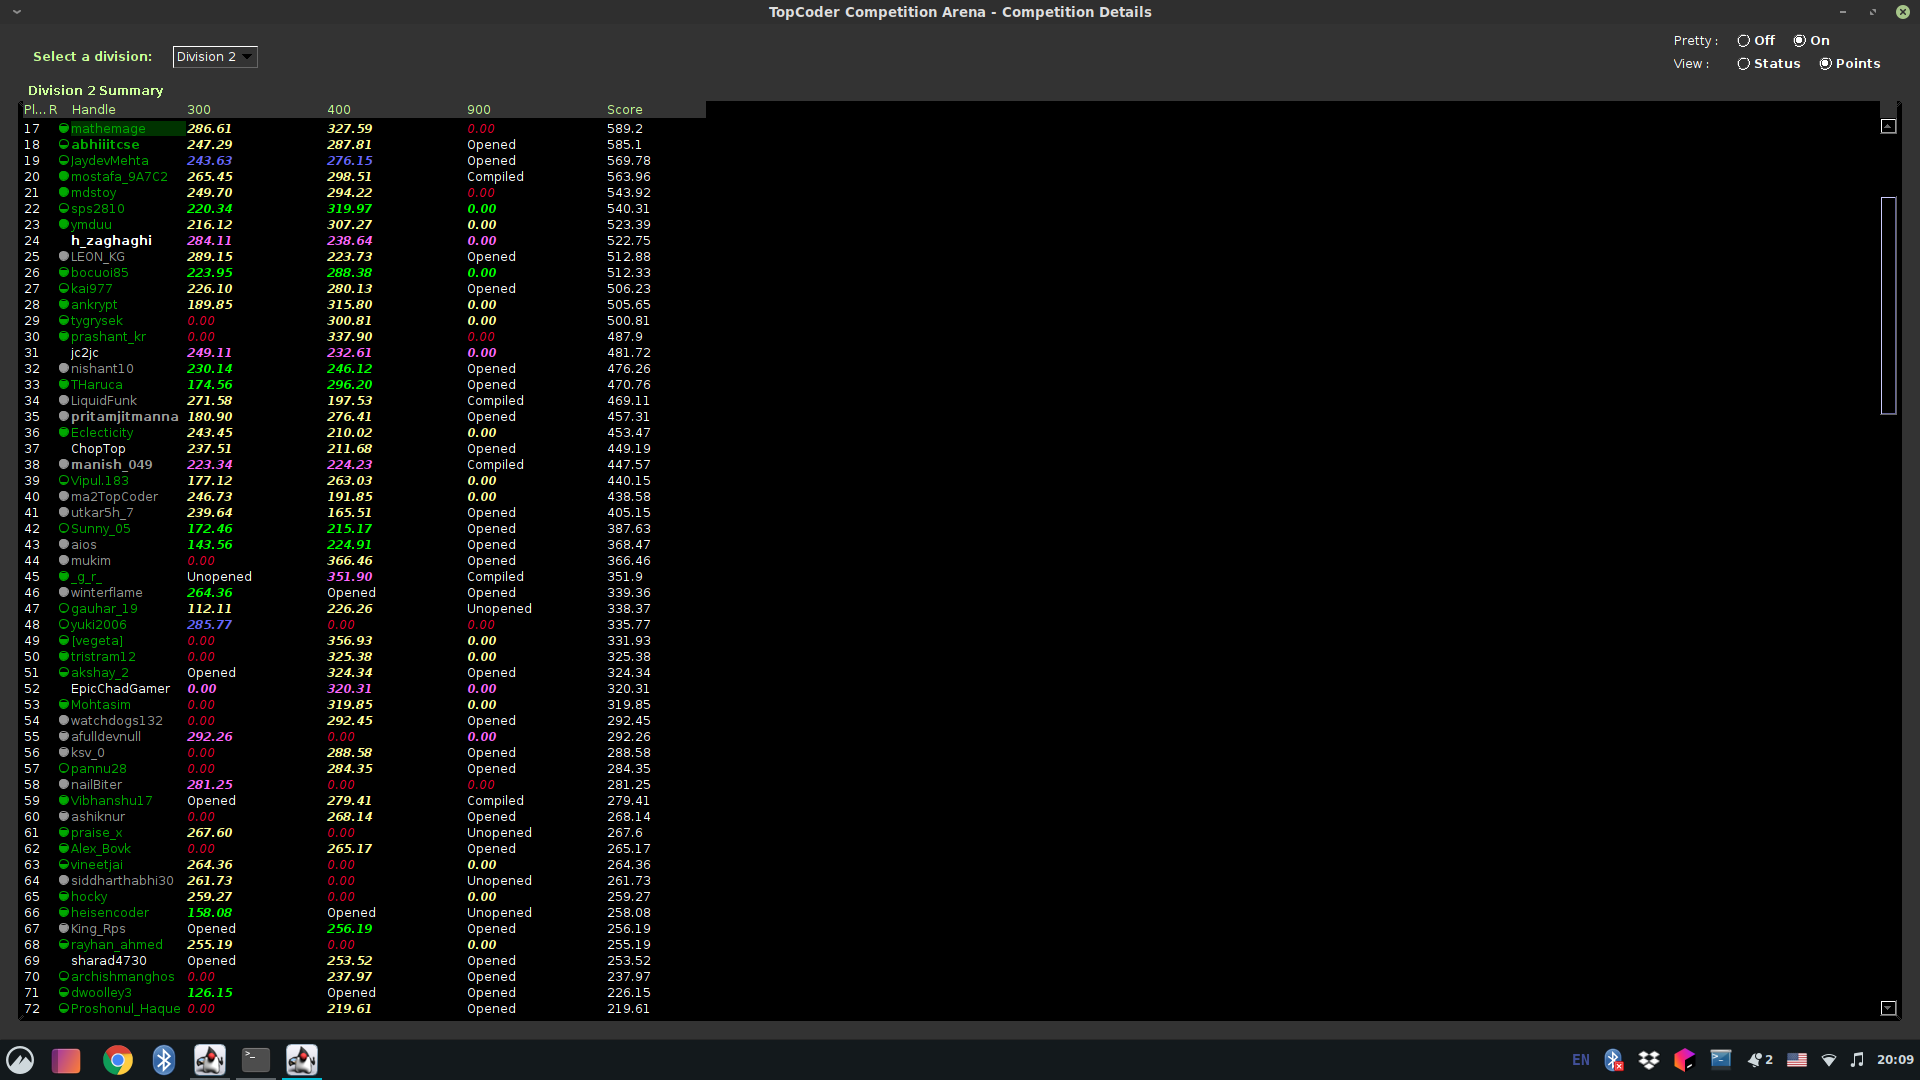 TopCoder Competition Arena - Competition Details
Select a division: Division 2
Pretty : Off On
View : Status Points
Division 2 Summary
Pl... R Handle 300 400 900 Score
17 mathemage 286.61 327.59 0.00 589.2
18 abhiiitcse 247.29 287.81 Opened 585.1
19 JaydevMehta 243.63 276.15 Opened 569.78
20 mostafa_9A7C2 265.45 298.51 Compiled 563.96
21 mdstoy 249.70 294.22 0.00 543.92
22 sps2810 220.34 319.97 0.00 540.31
23 ymduu 216.12 307.27 0.00 523.39
24 h_zaghaghi 284.11 238.64 0.00 522.75
25 LEON_KG 289.15 223.73 Opened 512.88
26 bocuoi85 223.95 288.38 0.00 512.33
27 kai977 226.10 280.13 Opened 506.23
28 ankrypt 189.85 315.80 0.00 505.65
29 tygrysek 0.00 300.81 0.00 500.81
30 prashant_kr 0.00 337.90 0.00 487.9
31 jc2jc 249.11 232.61 0.00 481.72
32 nishant10 230.14 246.12 Opened 476.26
33 THaruca 174.56 296.20 Opened 470.76
34 LiquidFunk 271.58 197.53 Compiled 469.11
35 pritamjitmanna 180.90 276.41 Opened 457.31
36 Eclecticity 243.45 210.02 0.00 453.47
37 ChopTop 237.51 211.68 Opened 449.19
38 manish_049 223.34 224.23 Compiled 447.57
39 Vipul.183 177.12 263.03 0.00 440.15
40 ma2TopCoder 246.73 191.85 0.00 438.58
41 utkar5h_7 239.64 165.51 Opened 405.15
42 Sunny_05 172.46 215.17 Opened 387.63
43 aios 143.56 224.91 Opened 368.47
44 mukim 0.00 366.46 Opened 366.46
45 _g_r_ Unopened 351.90 Compiled 351.9
46 winterflame 264.36 Opened Opened 339.36
47 gauhar_19 112.11 226.26 Unopened 338.37
48 yuki2006 285.77 0.00 0.00 335.77
49 [vegeta] 0.00 356.93 0.00 331.93
50 tristram12 0.00 325.38 0.00 325.38
51 akshay_2 Opened 324.34 Opened 324.34
52 EpicChadGamer 0.00 320.31 0.00 320.31
53 Mohtasim 0.00 319.85 0.00 319.85
54 watchdogs132 0.00 292.45 Opened 292.45
55 afulldevnull 292.26 0.00 0.00 292.26
56 ksv_0 0.00 288.58 Opened 288.58
57 pannu28 0.00 284.35 Opened 284.35
58 nailBiter 281.25 0.00 0.00 281.25
59 Vibhanshu17 Opened 279.41 Compiled 279.41
60 ashiknur 0.00 268.14 Opened 268.14
61 praise_x 267.60 0.00 Unopened 267.6
62 Alex_Bovk 0.00 265.17 Opened 265.17
63 vineetjai 264.36 0.00 0.00 264.36
64 siddharthabhi30 261.73 0.00 Unopened 261.73
65 hocky 259.27 0.00 0.00 259.27
66 heisencoder 158.08 Opened Unopened 258.08
67 King_Rps Opened 256.19 Opened 256.19
68 rayhan_ahmed 255.19 0.00 0.00 255.19
69 sharad4730 Opened 253.52 Opened 253.52
70 archishmanghos 0.00 237.97 Opened 237.97
71 dwoolley3 126.15 Opened Opened 226.15
72 Proshonul_Haque 0.00 219.61 Opened 219.61
EN 2 20:09